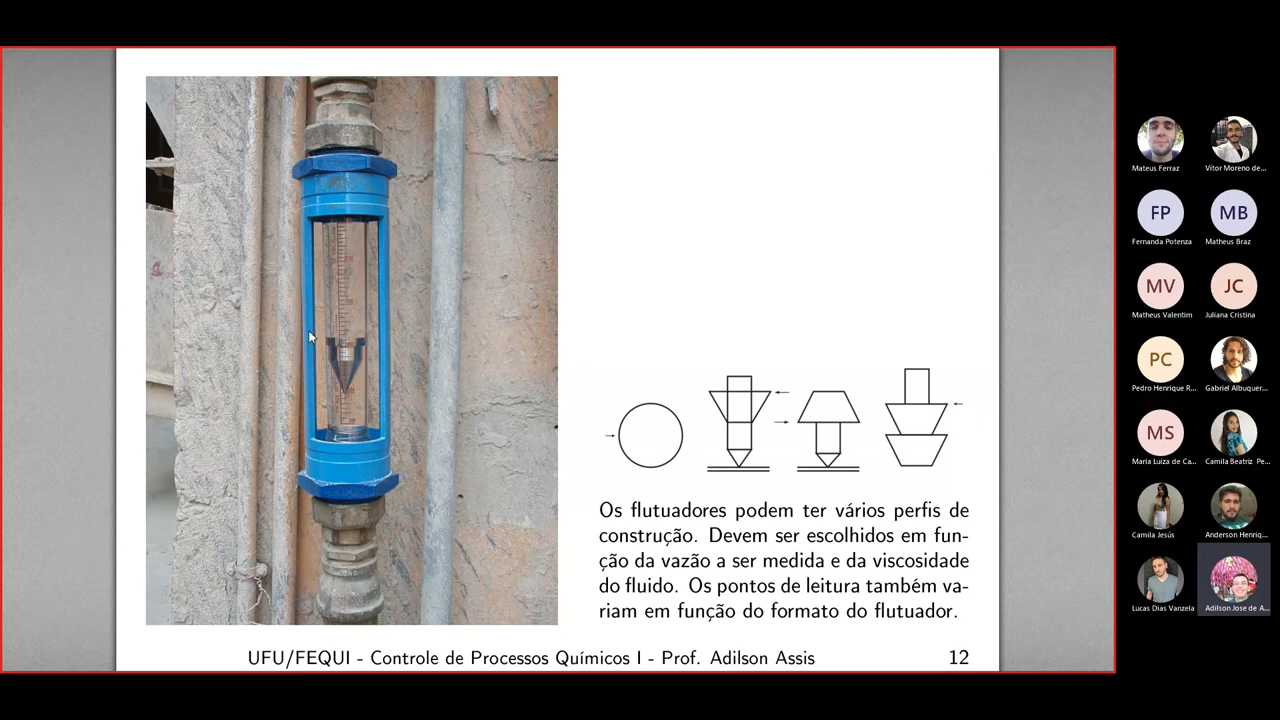 Os flutuadores podem ter vários perfis de
construção. Devem ser escolhidos em fun-
ção da vazão a ser medida e da viscosidade
do fluido. Os pontos de leitura também va-
riam em função do formato do flutuador.
UFU/FEQUI - Controle de Processos Químicos I - Prof. Adilson Assis
12
Mateus Ferraz
Vítor Moreno de...
FP
MB
Fernanda Potenza
Matheus Braz
MV
JC
Matheus Valentim
Juliana Cristina
PC
Pedro Henrique R...
Gabriel Albuquer...
MS
Maria Luiza de Ca...
Camila Beatriz Pe...
Camila Jesús
Anderson Henriq...
Lucas Dias Vanzela
Adilson Jose de A...